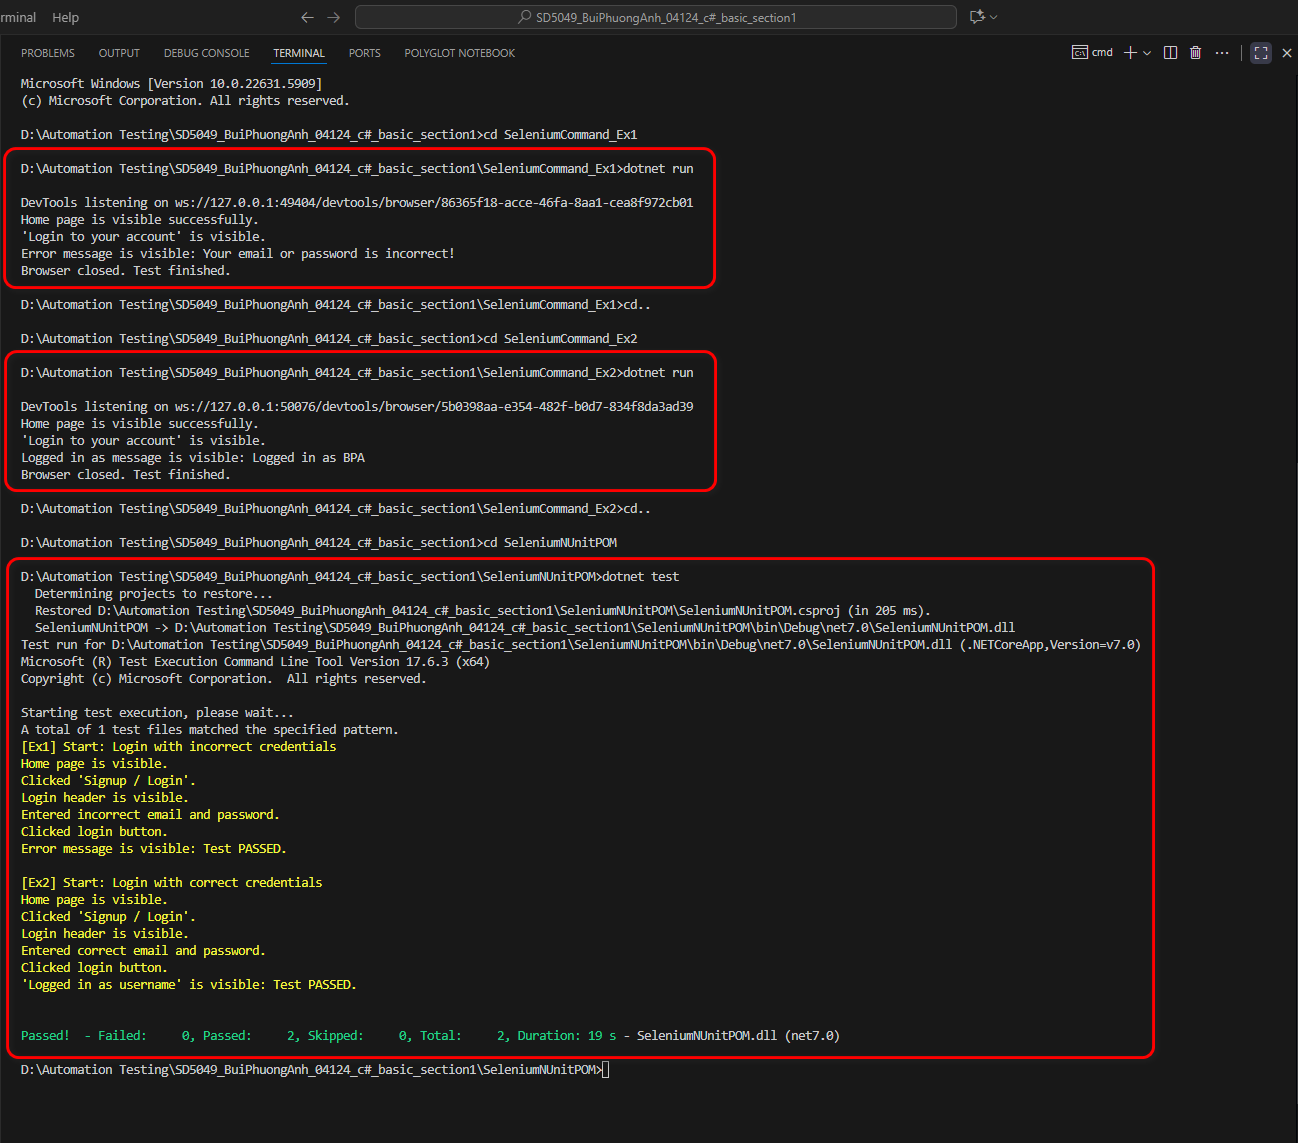 rminal Help
SD5049_BuiPhuongAnh_04124_c#_basic_section1
PROBLEMS OUTPUT DEBUG CONSOLE TERMINAL PORTS POLYGLOT NOTEBOOK
cmd
Microsoft Windows [Version 10.0.22631.5909]
(c) Microsoft Corporation. All rights reserved.
D:\Automation Testing\SD5049_BuiPhuongAnh_04124_c#_basic_section1>cd SeleniumCommand_Ex1
D:\Automation Testing\SD5049_BuiPhuongAnh_04124_c#_basic_section1\SeleniumCommand_Ex1>dotnet run
DevTools listening on ws://127.0.0.1:49404/devtools/browser/86365f18-acce-46fa-8aa1-cea8f972cb01
Home page is visible successfully.
'Login to your account' is visible.
Error message is visible: Your email or password is incorrect!
Browser closed. Test finished.
D:\Automation Testing\SD5049_BuiPhuongAnh_04124_c#_basic_section1\SeleniumCommand_Ex1>cd..
D:\Automation Testing\SD5049_BuiPhuongAnh_04124_c#_basic_section1>cd SeleniumCommand_Ex2
D:\Automation Testing\SD5049_BuiPhuongAnh_04124_c#_basic_section1\SeleniumCommand_Ex2>dotnet run
DevTools listening on ws://127.0.0.1:50076/devtools/browser/5b0398aa-e354-482f-b0d7-834f8da3ad39
Home page is visible successfully.
'Login to your account' is visible.
Logged in as message is visible: Logged in as BPA
Browser closed. Test finished.
D:\Automation Testing\SD5049_BuiPhuongAnh_04124_c#_basic_section1\SeleniumCommand_Ex2>cd..
D:\Automation Testing\SD5049_BuiPhuongAnh_04124_c#_basic_section1>cd SeleniumNUnitPOM
D:\Automation Testing\SD5049_BuiPhuongAnh_04124_c#_basic_section1\SeleniumNUnitPOM>dotnet test
Determining projects to restore...
Restored D:\Automation Testing\SD5049_BuiPhuongAnh_04124_c#_basic_section1\SeleniumNUnitPOM\SeleniumNUnitPOM.csproj (in 205 ms).
SeleniumNUnitPOM -> D:\Automation Testing\SD5049_BuiPhuongAnh_04124_c#_basic_section1\SeleniumNUnitPOM\bin\Debug\net7.0\SeleniumNUnitPOM.dll
Test run for D:\Automation Testing\SD5049_BuiPhuongAnh_04124_c#_basic_section1\SeleniumNUnitPOM\bin\Debug\net7.0\SeleniumNUnitPOM.dll (.NETCoreApp,Version=v7.0)
Microsoft (R) Test Execution Command Line Tool Version 17.6.3 (x64)
Copyright (c) Microsoft Corporation.  All rights reserved.
Starting test execution, please wait...
A total of 1 test files matched the specified pattern.
[Ex1] Start: Login with incorrect credentials
Home page is visible.
Clicked 'Signup / Login'.
Login header is visible.
Entered incorrect email and password.
Clicked login button.
Error message is visible: Test PASSED.
[Ex2] Start: Login with correct credentials
Home page is visible.
Clicked 'Signup / Login'.
Login header is visible.
Entered correct email and password.
Clicked login button.
'Logged in as username' is visible: Test PASSED.
Passed!  - Failed:     0, Passed:     2, Skipped:     0, Total:     2, Duration: 19 s - SeleniumNUnitPOM.dll (net7.0)
D:\Automation Testing\SD5049_BuiPhuongAnh_04124_c#_basic_section1\SeleniumNUnitPOM>